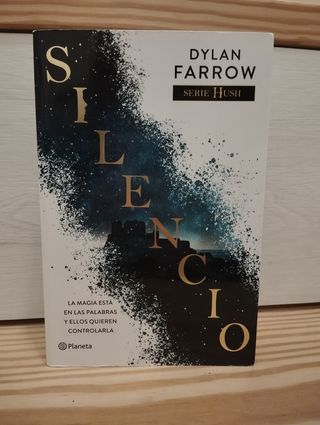 DYLAN
FARROW
SERIE HUSH
SILENCIO
LA MAGIA ESTÁ
EN LAS PALABRAS
Y ELLOS QUIEREN
CONTROLARLA
Planeta